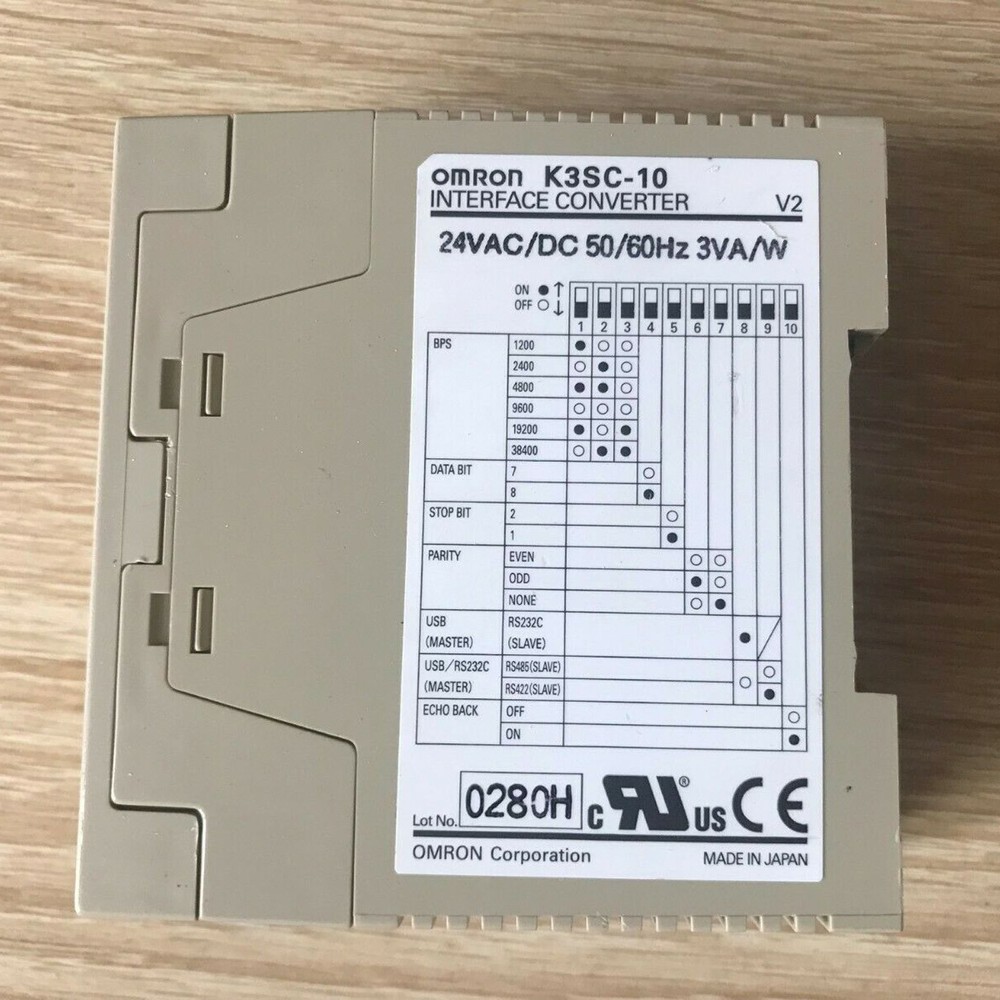 OMRON K3SC-10
INTERFACE CONVERTER V2
24VAC/DC 50/60Hz 3VA/W
ON ● ↑
OFF ○ ↓
1 2 3 4 5 6 7 8 9 10
BPS 1200 ● ○ ○
2400 ○ ● ○
4800 ● ● ○
9600 ○ ○ ○
19200 ● ○ ●
38400 ○ ● ●
DATA BIT 7 ○
8 ●
STOP BIT 2 ○
1 ●
PARITY EVEN ○ ○
ODD ● ○
NONE ○ ●
USB RS232C
(MASTER) (SLAVE) ●
USB/RS232C RS485(SLAVE) ○
(MASTER) RS422(SLAVE) ○ ●
ECHO BACK OFF ○
ON ●
Lot No. 0280H c RU ® US CE
OMRON Corporation MADE IN JAPAN